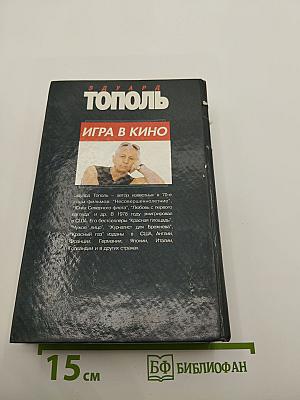 ЭДУАРД
ТОПОЛЬ
ИГРА В КИНО
Эдуард Тополь - автор известных в 70-е
годы фильмов "Несовершеннолетние",
"Юнга Северного флота", "Любовь с первого
взгляда" и др. В 1978 году эмигрировал
в США. Его бестселлеры "Красная площадь",
"Чужое лицо", "Журналист для Брежнева",
"Красный газ" изданы в США, Англии,
Франции, Германии, Японии, Италии,
Голландии и в других странах.
15 см
БФ БИБЛИОФАН